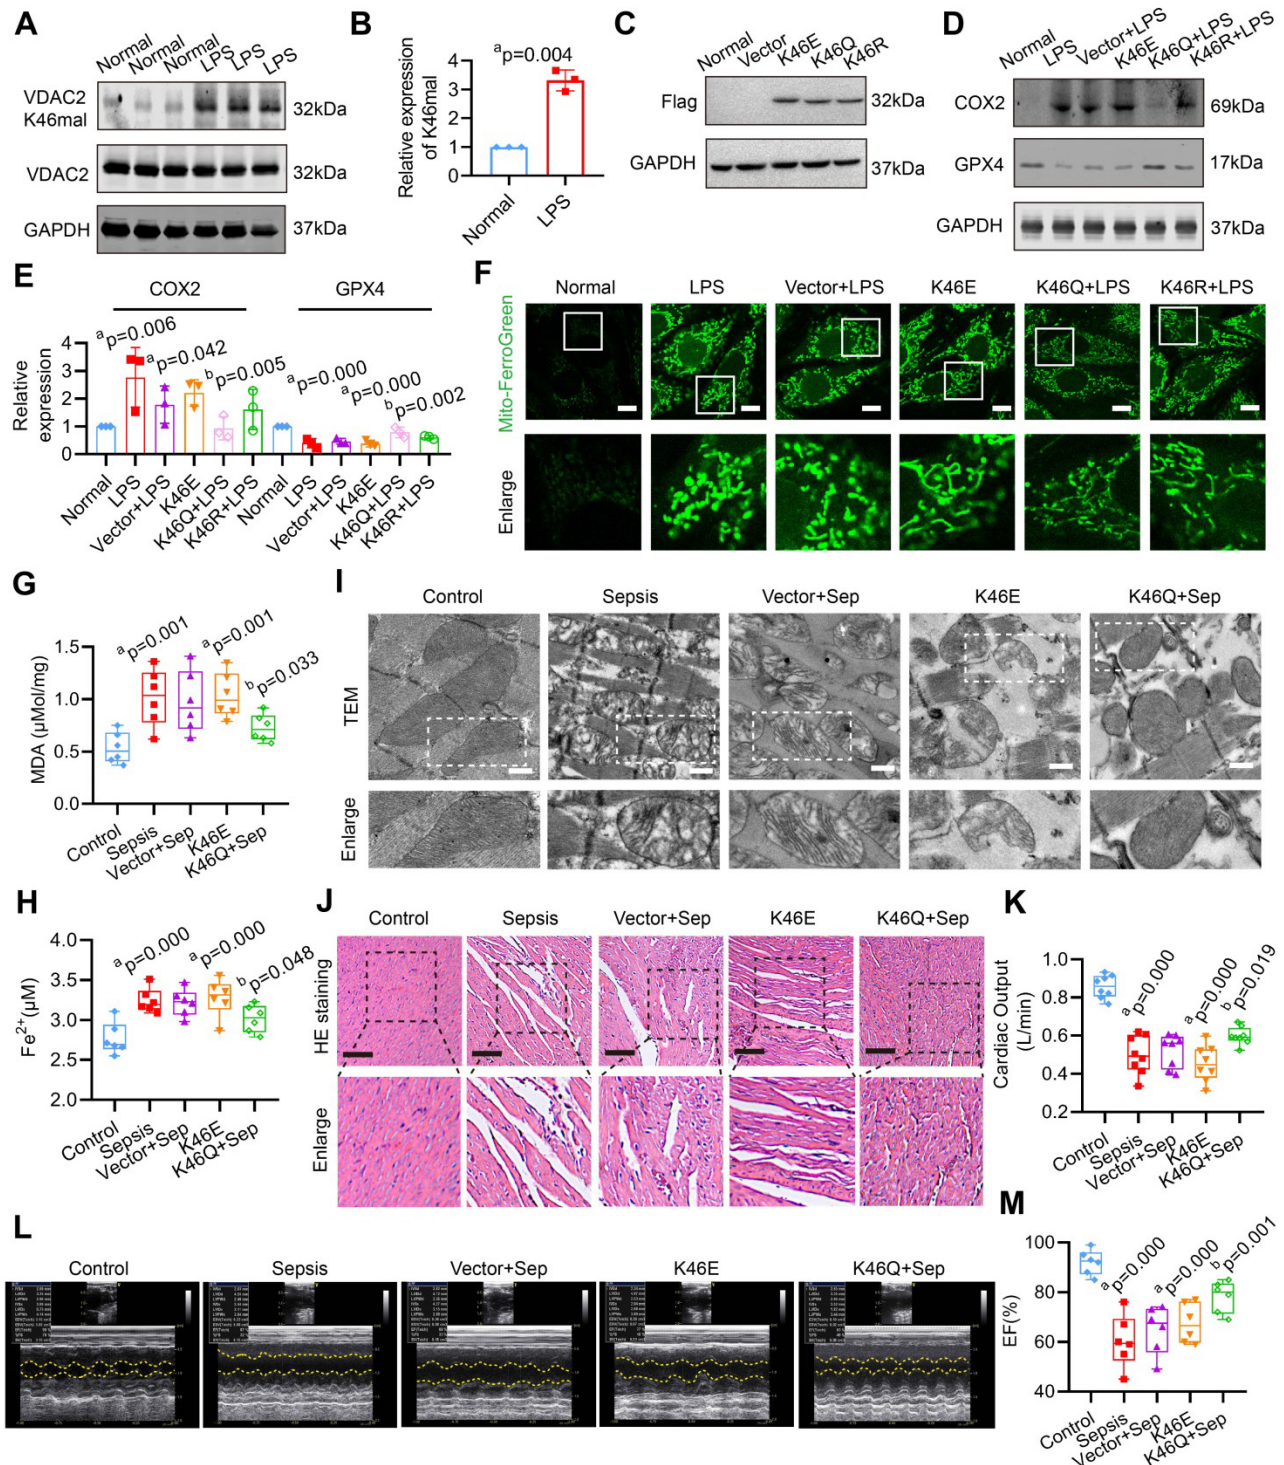 A
Normal
Normal
Normal
LPS
LPS
LPS
VDAC2
K46mal
32kDa
VDAC2
32kDa
GAPDH
37kDa
B
ap=0.004
Relative expression
of K46mal
4
3
2
1
0
Normal
LPS
C
Normal
Vector
K46E
K46Q
K46R
Flag
32kDa
GAPDH
37kDa
D
Normal
LPS
Vector+LPS
K46E
K46Q+LPS
K46R+LPS
COX2
69kDa
GPX4
17kDa
GAPDH
37kDa
E
COX2
GPX4
ap=0.006
ap=0.042
bp=0.005
ap=0.000
ap=0.000
bp=0.002
Relative
expression
4
3
2
1
0
Normal
LPS
Vector+LPS
K46E
K46Q+LPS
K46R+LPS
Normal
LPS
Vector+LPS
K46E
K46Q+LPS
K46R+LPS
F
Normal
LPS
Vector+LPS
K46E
K46Q+LPS
K46R+LPS
Mito-FerroGreen
Enlarge
G
ap=0.001
ap=0.001
bp=0.033
MDA (μMol/mg)
1.5
1.0
0.5
0.0
Control
Sepsis
Vector+Sep
K46E
K46Q+Sep
H
ap=0.000
ap=0.000
bp=0.048
Fe2+(μM)
4.0
3.5
3.0
2.5
2.0
Control
Sepsis
Vector+Sep
K46E
K46Q+Sep
I
Control
Sepsis
Vector+Sep
K46E
K46Q+Sep
TEM
Enlarge
J
Control
Sepsis
Vector+Sep
K46E
K46Q+Sep
HE staining
Enlarge
K
ap=0.000
ap=0.000
bp=0.019
Cardiac Output
(L/min)
1.0
0.8
0.6
0.4
0.2
Control
Sepsis
Vector+Sep
K46E
K46Q+Sep
L
Control
Sepsis
Vector+Sep
K46E
K46Q+Sep
M
ap=0.000
ap=0.000
bp=0.001
EF(%)
100
80
60
40
Control
Sepsis
Vector+Sep
K46E
K46Q+Sep